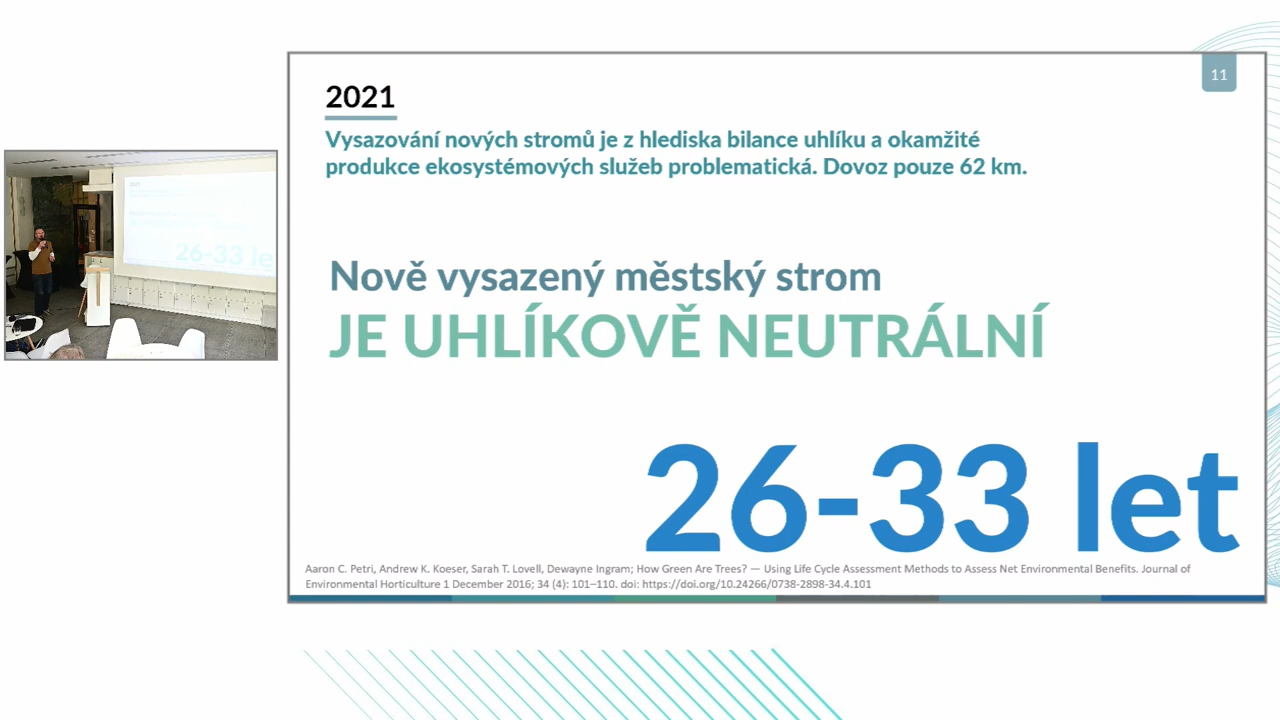 11
2021
Vysazování nových stromů je z hlediska bilance uhlíku a okamžité
produkce ekosystémových služeb problematická. Dovoz pouze 62 km.
Nově vysazený městský strom
JE UHLÍKOVĚ NEUTRÁLNÍ
26-33 let
Aaron C. Petri, Andrew K. Koeser, Sarah T. Lovell, Dewayne Ingram; How Green Are Trees? — Using Life Cycle Assessment Methods to Assess Net Environmental Benefits. Journal of
Environmental Horticulture 1 December 2016; 34 (4): 101–110. doi: https://doi.org/10.24266/0738-2898-34.4.101
26-33 le